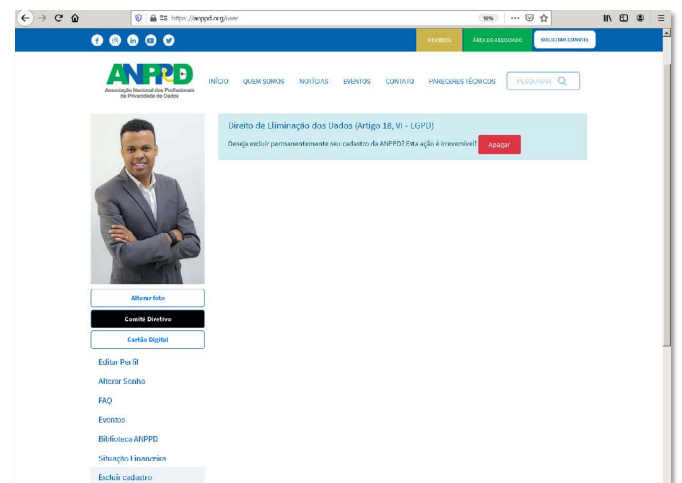 90%
https://anppd.org/user
MEMBROS
ÁREA DO ASSOCIADO
SOLICITAR CONVITE
ANPPD
Associação Nacional dos Profissionais
de Privacidade de Dados
INÍCIO
QUEM SOMOS
NOTÍCIAS
EVENTOS
CONTATO
PARECERES TÉCNICOS
PESQUISAR
Direito de Eliminação dos Dados (Artigo 18, VI - LGPD)
Deseja excluir permanentemente seu cadastro da ANPPD? Esta ação é irreversível!
Apagar
Alterar foto
Comitê Diretivo
Cartão Digital
Editar Perfil
Alterar Senha
FAQ
Eventos
Biblioteca ANPPD
Situação Financeira
Excluir cadastro